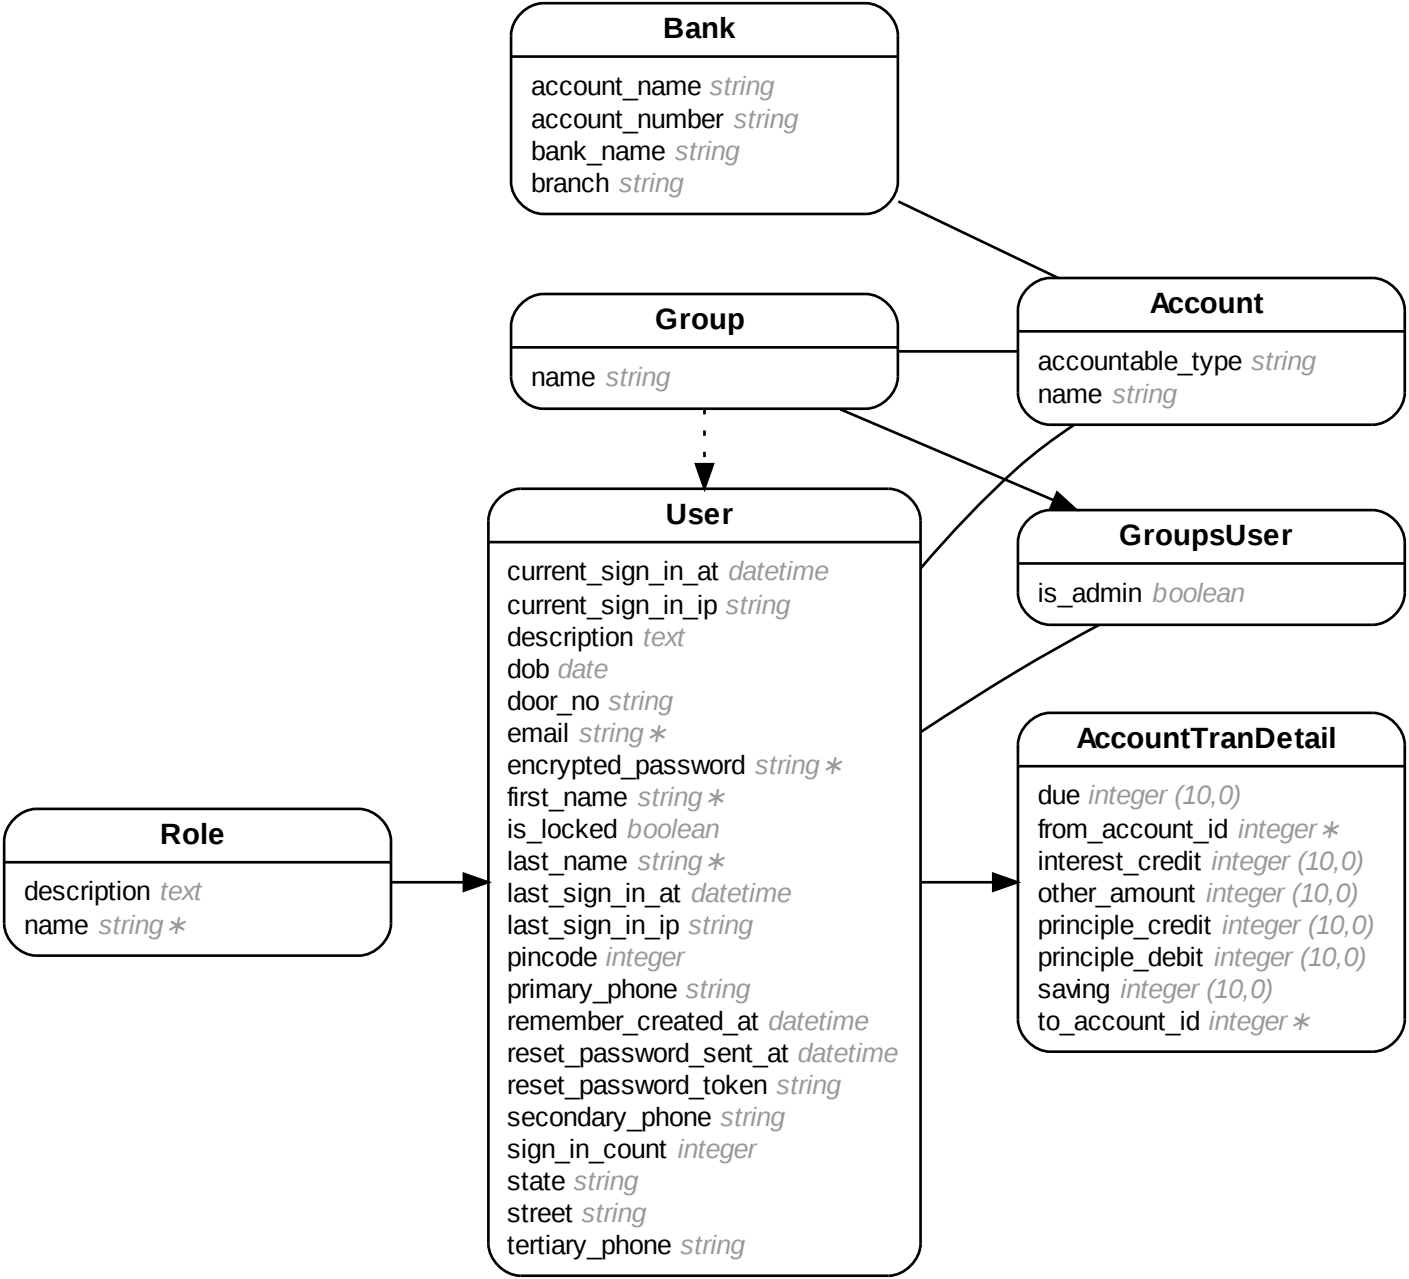 Bank
account_name string
account_number string
bank_name string
branch string
Group
name string
Account
accountable_type string
name string
User
current_sign_in_at datetime
current_sign_in_ip string
description text
dob date
door_no string
email string∗
encrypted_password string∗
first_name string∗
is_locked boolean
last_name string∗
last_sign_in_at datetime
last_sign_in_ip string
pincode integer
primary_phone string
remember_created_at datetime
reset_password_sent_at datetime
reset_password_token string
secondary_phone string
sign_in_count integer
state string
street string
tertiary_phone string
GroupsUser
is_admin boolean
AccountTranDetail
due integer (10,0)
from_account_id integer∗
interest_credit integer (10,0)
other_amount integer (10,0)
principle_credit integer (10,0)
principle_debit integer (10,0)
saving integer (10,0)
to_account_id integer∗
Role
description text
name string∗